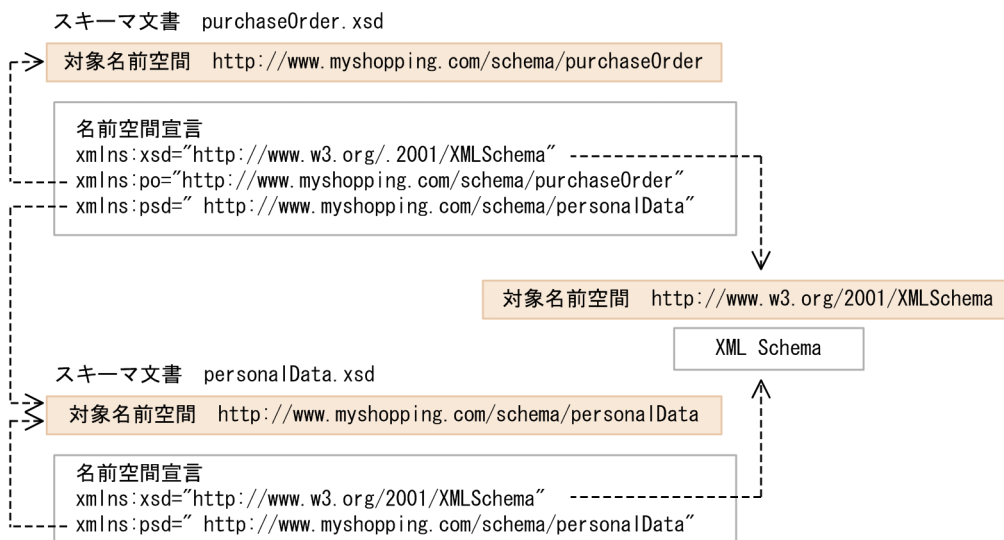 スキーマ文書　purchaseOrder.xsd
対象名前空間　http://www.myshopping.com/schema/purchaseOrder
名前空間宣言
xmlns:xsd="http://www.w3.org/.2001/XMLSchema"
xmlns:po="http://www.myshopping.com/schema/purchaseOrder"
xmlns:psd=" http://www.myshopping.com/schema/personalData"
対象名前空間　http://www.w3.org/2001/XMLSchema
XML Schema
スキーマ文書　personalData.xsd
対象名前空間　http://www.myshopping.com/schema/personalData
名前空間宣言
xmlns:xsd="http://www.w3.org/2001/XMLSchema"
xmlns:psd=" http://www.myshopping.com/schema/personalData"